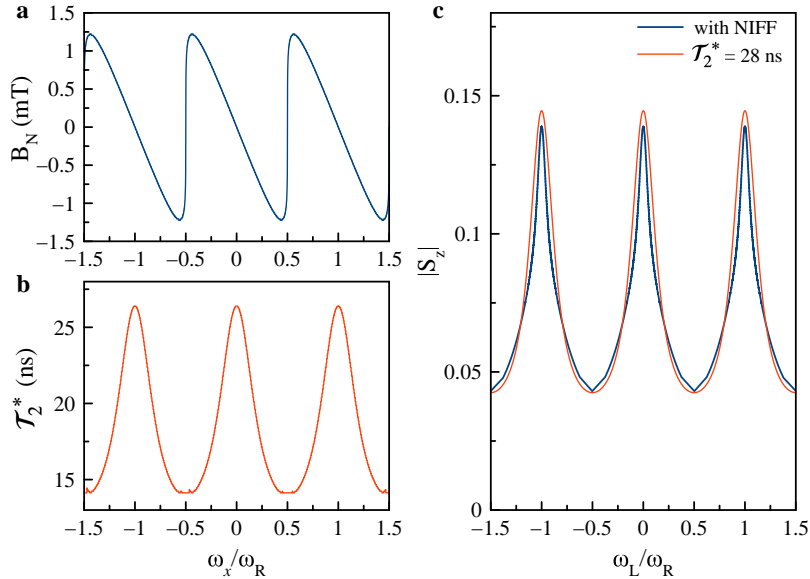 a
B_N (mT)
1.5
1
0.5
0
−0.5
−1
−1.5
−1.5 −1 −0.5 0 0.5 1 1.5
b
𝒯₂* (ns)
25
20
15
−1.5 −1 −0.5 0 0.5 1 1.5
ω_x/ω_R
c
with NIFF
𝒯₂* = 28 ns
|S_z|
0.15
0.1
0.05
0
−1.5 −1 −0.5 0 0.5 1 1.5
ω_L/ω_R